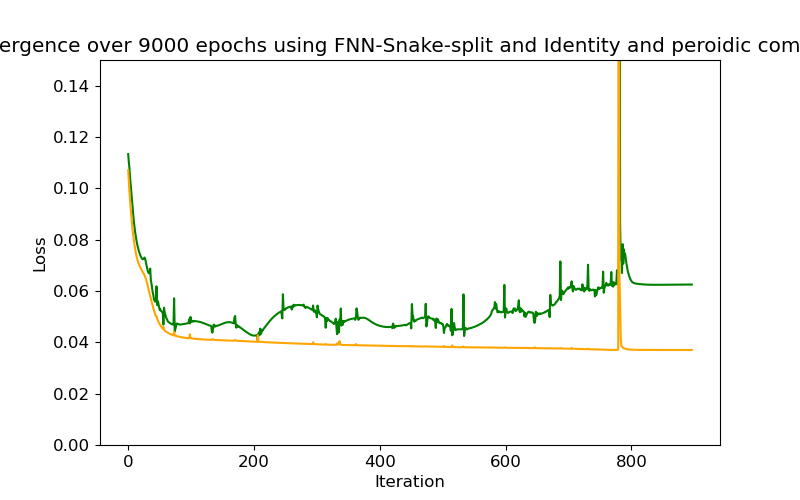 ergence over 9000 epochs using FNN-Snake-split and Identity and peroidic com
0.14
0.12
0.10
0.08
0.06
0.04
0.02
0.00
Loss
0 200 400 600 800
Iteration